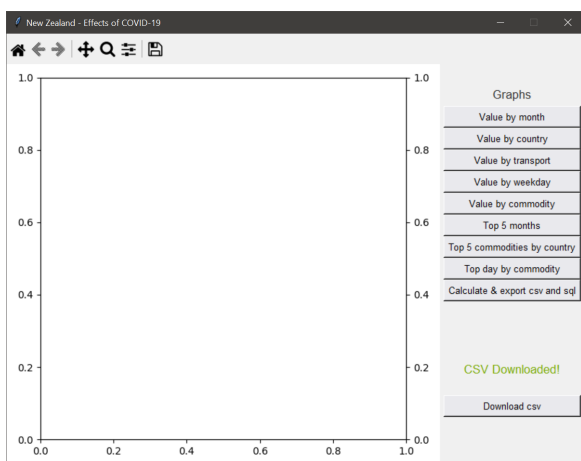 New Zealand - Effects of COVID-19
1.0
0.8
0.6
0.4
0.2
0.0
0.0 0.2 0.4 0.6 0.8 1.0
1.0
0.8
0.6
0.4
0.2
0.0
Graphs
Value by month
Value by country
Value by transport
Value by weekday
Value by commodity
Top 5 months
Top 5 commodities by country
Top day by commodity
Calculate & export csv and sql
CSV Downloaded!
Download csv